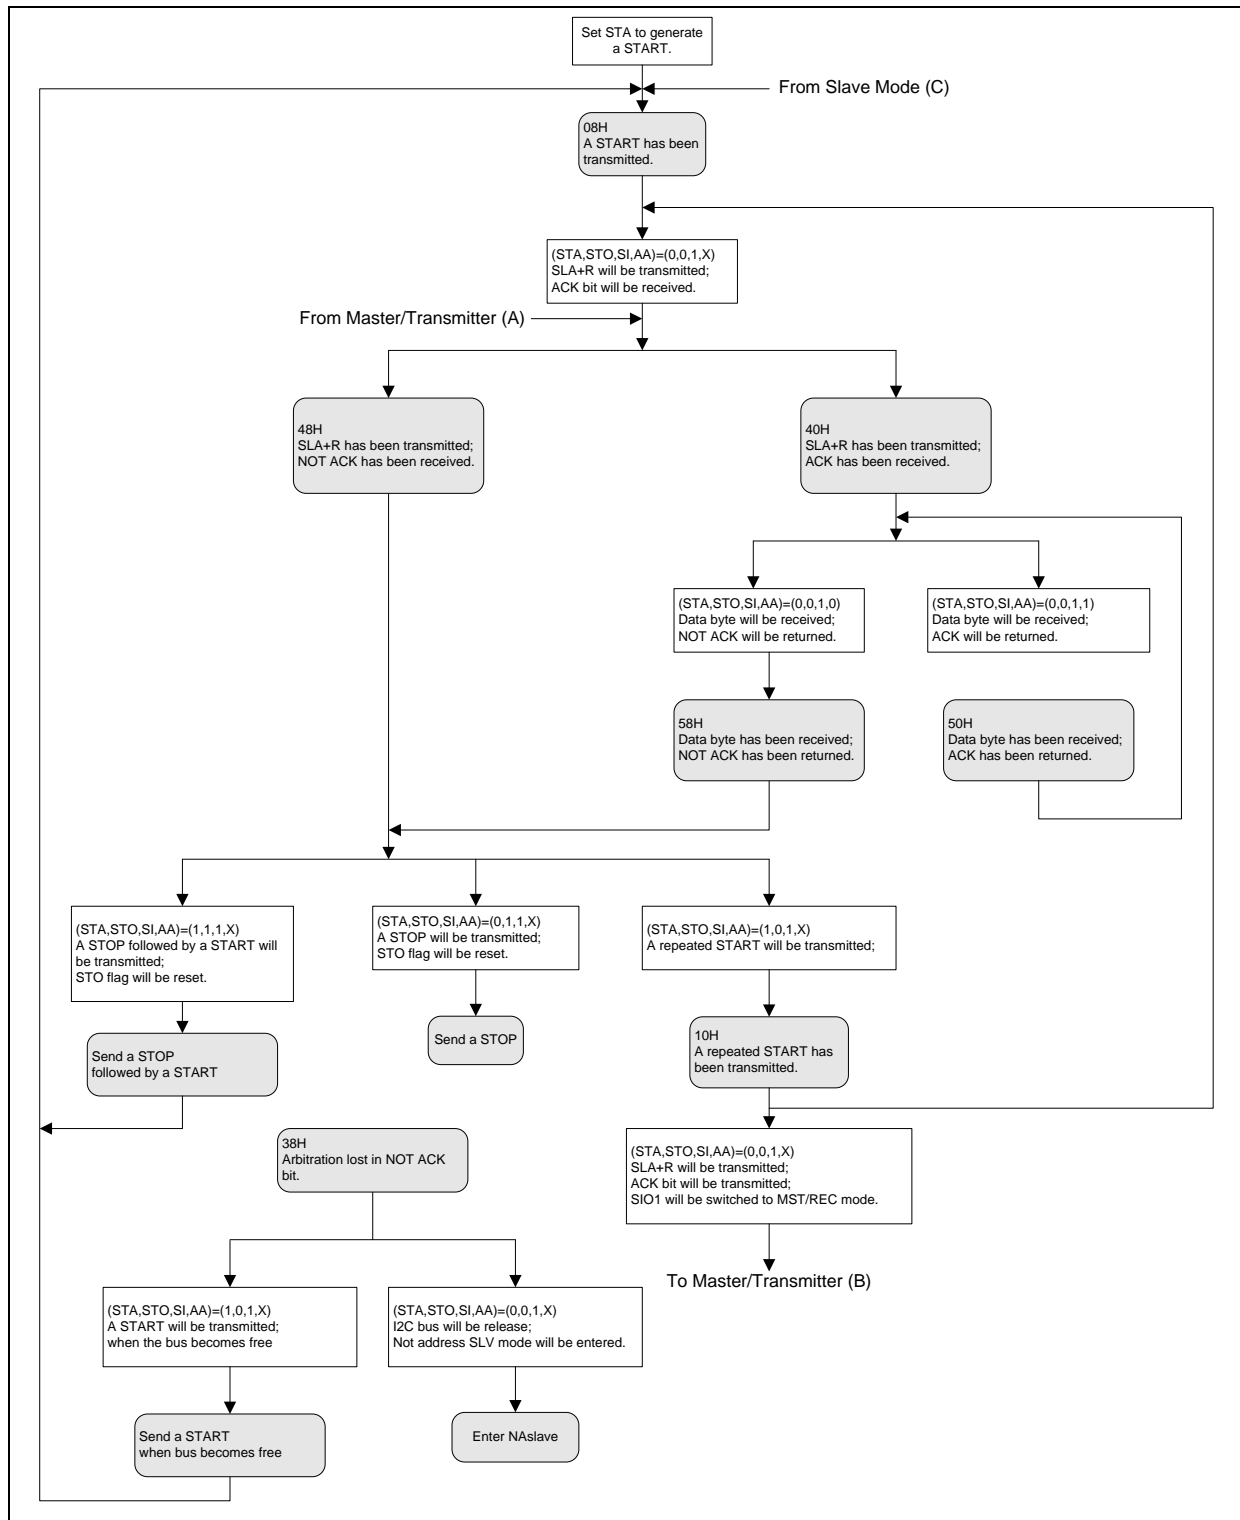 Set STA to generate
a START.
From Slave Mode (C)
08H
A START has been
transmitted.
(STA,STO,SI,AA)=(0,0,1,X)
SLA+R will be transmitted;
ACK bit will be received.
From Master/Transmitter (A)
48H
SLA+R has been transmitted;
NOT ACK has been received.
40H
SLA+R has been transmitted;
ACK has been received.
(STA,STO,SI,AA)=(0,0,1,0)
Data byte will be received;
NOT ACK will be returned.
(STA,STO,SI,AA)=(0,0,1,1)
Data byte will be received;
ACK will be returned.
58H
Data byte has been received;
NOT ACK has been returned.
50H
Data byte has been received;
ACK has been returned.
(STA,STO,SI,AA)=(1,1,1,X)
A STOP followed by a START will
be transmitted;
STO flag will be reset.
(STA,STO,SI,AA)=(0,1,1,X)
A STOP will be transmitted;
STO flag will be reset.
(STA,STO,SI,AA)=(1,0,1,X)
A repeated START will be transmitted;
Send a STOP
followed by a START
Send a STOP
10H
A repeated START has
been transmitted.
38H
Arbitration lost in NOT ACK
bit.
(STA,STO,SI,AA)=(0,0,1,X)
SLA+R will be transmitted;
ACK bit will be transmitted;
SIO1 will be switched to MST/REC mode.
To Master/Transmitter (B)
(STA,STO,SI,AA)=(1,0,1,X)
A START will be transmitted;
when the bus becomes free
(STA,STO,SI,AA)=(0,0,1,X)
I2C bus will be release;
Not address SLV mode will be entered.
Send a START
when bus becomes free
Enter NAslave